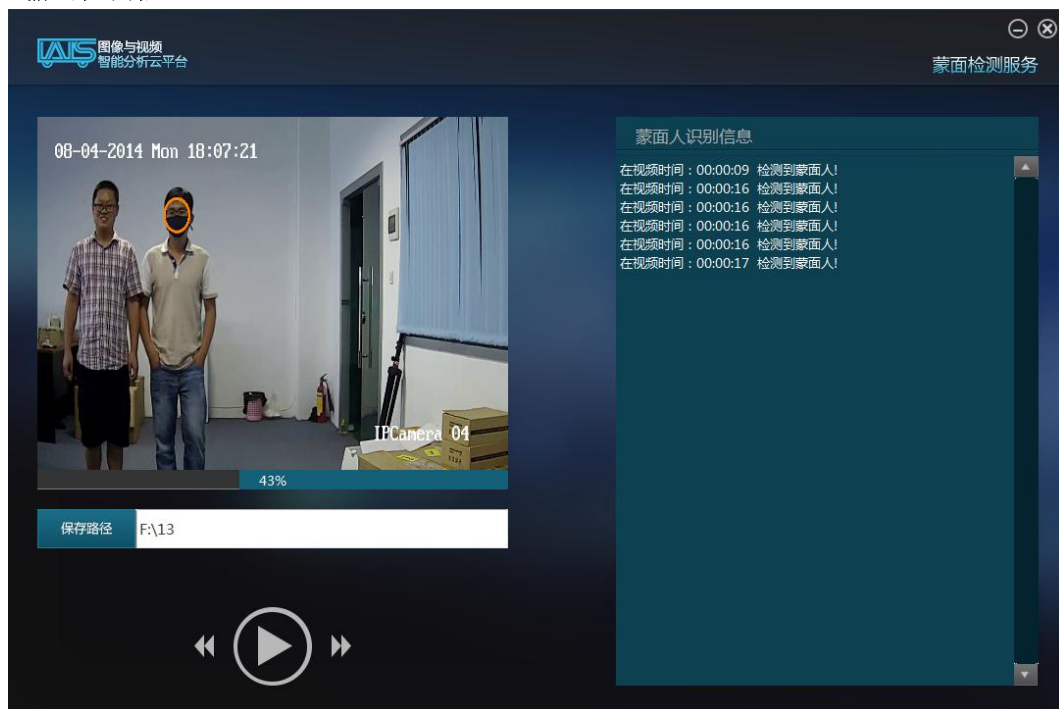 IAIS 图像与视频
智能分析云平台
蒙面检测服务
08-04-2014 Mon 18:07:21
IPCamera 04
43%
保存路径 F:\13
蒙面人识别信息
在视频时间：00:00:09 检测到蒙面人!
在视频时间：00:00:16 检测到蒙面人!
在视频时间：00:00:16 检测到蒙面人!
在视频时间：00:00:16 检测到蒙面人!
在视频时间：00:00:16 检测到蒙面人!
在视频时间：00:00:17 检测到蒙面人!